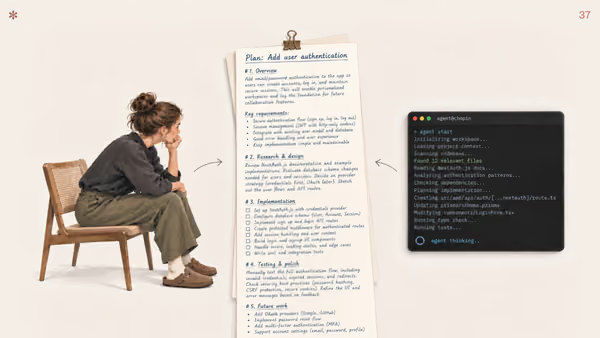 37
Plan: Add user authentication
# 1. Overview
Add email/password authentication to the app so
users can create accounts, log in, and maintain
secure sessions. This will enable personalized
workspaces and lay the foundation for future
collaboration features.
Key requirements:
• Secure authentication flow (sign up, log in, log out)
• Session management (JWT with http-only cookies)
• Integrate with existing user model and database
• Good error handling and user experience
• Keep implementation simple and maintainable
# 2. Research & design
Review NextAuth.js documentation and example
implementations. Evaluate database schema changes
needed for users and sessions. Decide on provider
strategy (credentials first, OAuth later). Sketch
out the user flows and API routes.
# 3. Implementation
Set up NextAuth.js with credentials provider
Configure database schema (User, Account, Session)
Implement sign up and login API routes
Create protected middleware for authenticated routes
Add session handling and user context
Build login and signup UI components
Handle errors, loading states, and edge cases
Write unit and integration tests
# 4. Testing & polish
Manually test the full authentication flow, including
invalid credentials, expired sessions, and redirects.
Check security best practices (password hashing,
CSRF protection, secure cookies). Refine the UI and
error messages based on feedback.
# 5. Future work
• Add OAuth providers (Google, GitHub)
• Implement password reset flow
• Add multi-factor authentication (MFA)
• Support account settings (email, password, profile)
> agent start
Initializing workspace...
Loading project context...
Scanning codebase...
Found 12 relevant files
Reading NextAuth.js docs...
Analyzing authentication patterns...
Checking dependencies...
Planning implementation...
Creating src/app/api/auth/[...nextauth]/route.ts
Updating prisma/schema.prisma
Modifying components/LoginForm.tsx
Running type check...
Running tests...
agent thinking..